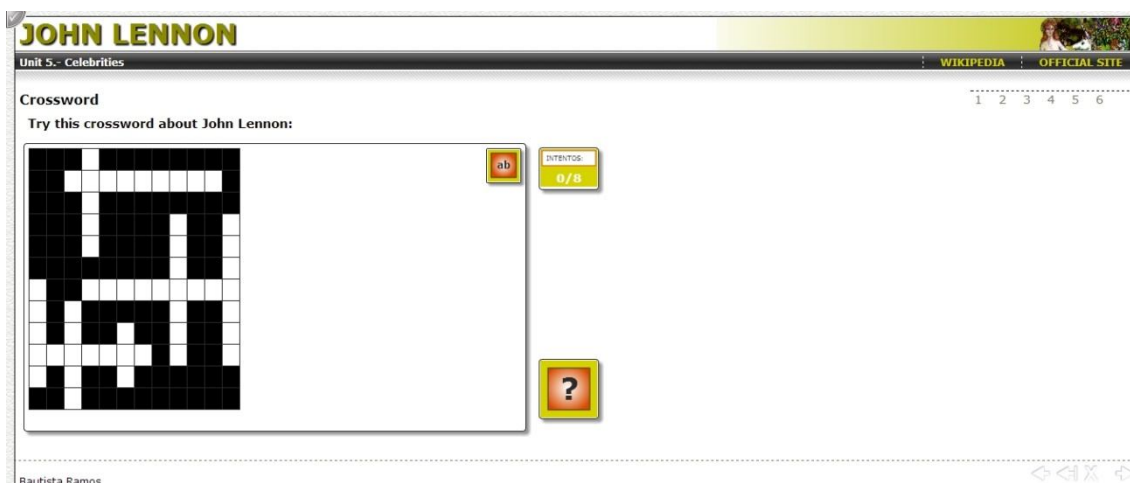 JOHN LENNON
Unit 5.- Celebrities
WIKIPEDIA OFFICIAL SITE
Crossword
1 2 3 4 5 6
Try this crossword about John Lennon:
ab
INTENTOS:
0/8
?
Bautista Ramos